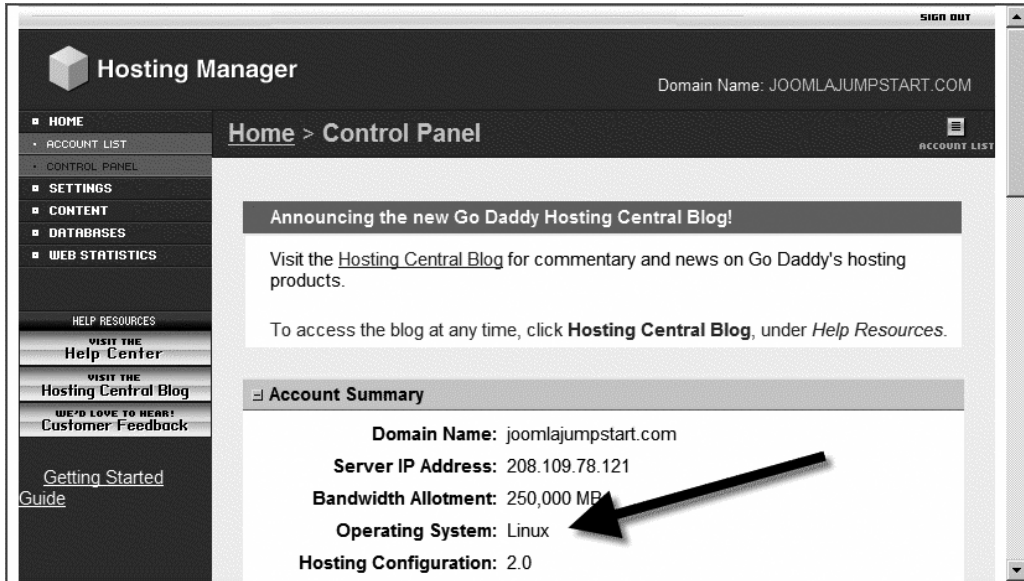 SIGN OUT
Hosting Manager
Domain Name: JOOMLAJUMPSTART.COM
HOME
ACCOUNT LIST
CONTROL PANEL
SETTINGS
CONTENT
DATABASES
WEB STATISTICS
HELP RESOURCES
VISIT THE
Help Center
VISIT THE
Hosting Central Blog
WE'D LOVE TO HEAR!
Customer Feedback
Getting Started
Guide
Home > Control Panel
ACCOUNT LIST
Announcing the new Go Daddy Hosting Central Blog!
Visit the Hosting Central Blog for commentary and news on Go Daddy's hosting
products.
To access the blog at any time, click Hosting Central Blog, under Help Resources.
Account Summary
Domain Name: joomlajumpstart.com
Server IP Address: 208.109.78.121
Bandwidth Allotment: 250,000 MB
Operating System: Linux
Hosting Configuration: 2.0